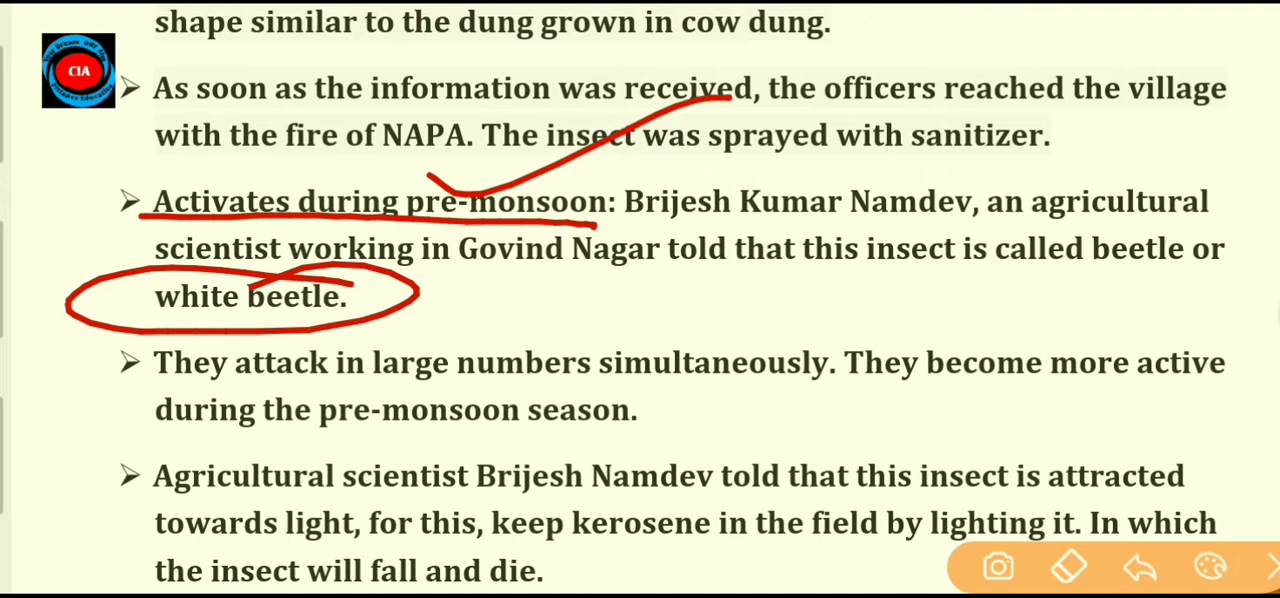 shape similar to the dung grown in cow dung.
CIA
➢ As soon as the information was received, the officers reached the village
with the fire of NAPA. The insect was sprayed with sanitizer.
➢ Activates during pre-monsoon: Brijesh Kumar Namdev, an agricultural
scientist working in Govind Nagar told that this insect is called beetle or
white beetle.
➢ They attack in large numbers simultaneously. They become more active
during the pre-monsoon season.
➢ Agricultural scientist Brijesh Namdev told that this insect is attracted
towards light, for this, keep kerosene in the field by lighting it. In which
the insect will fall and die.